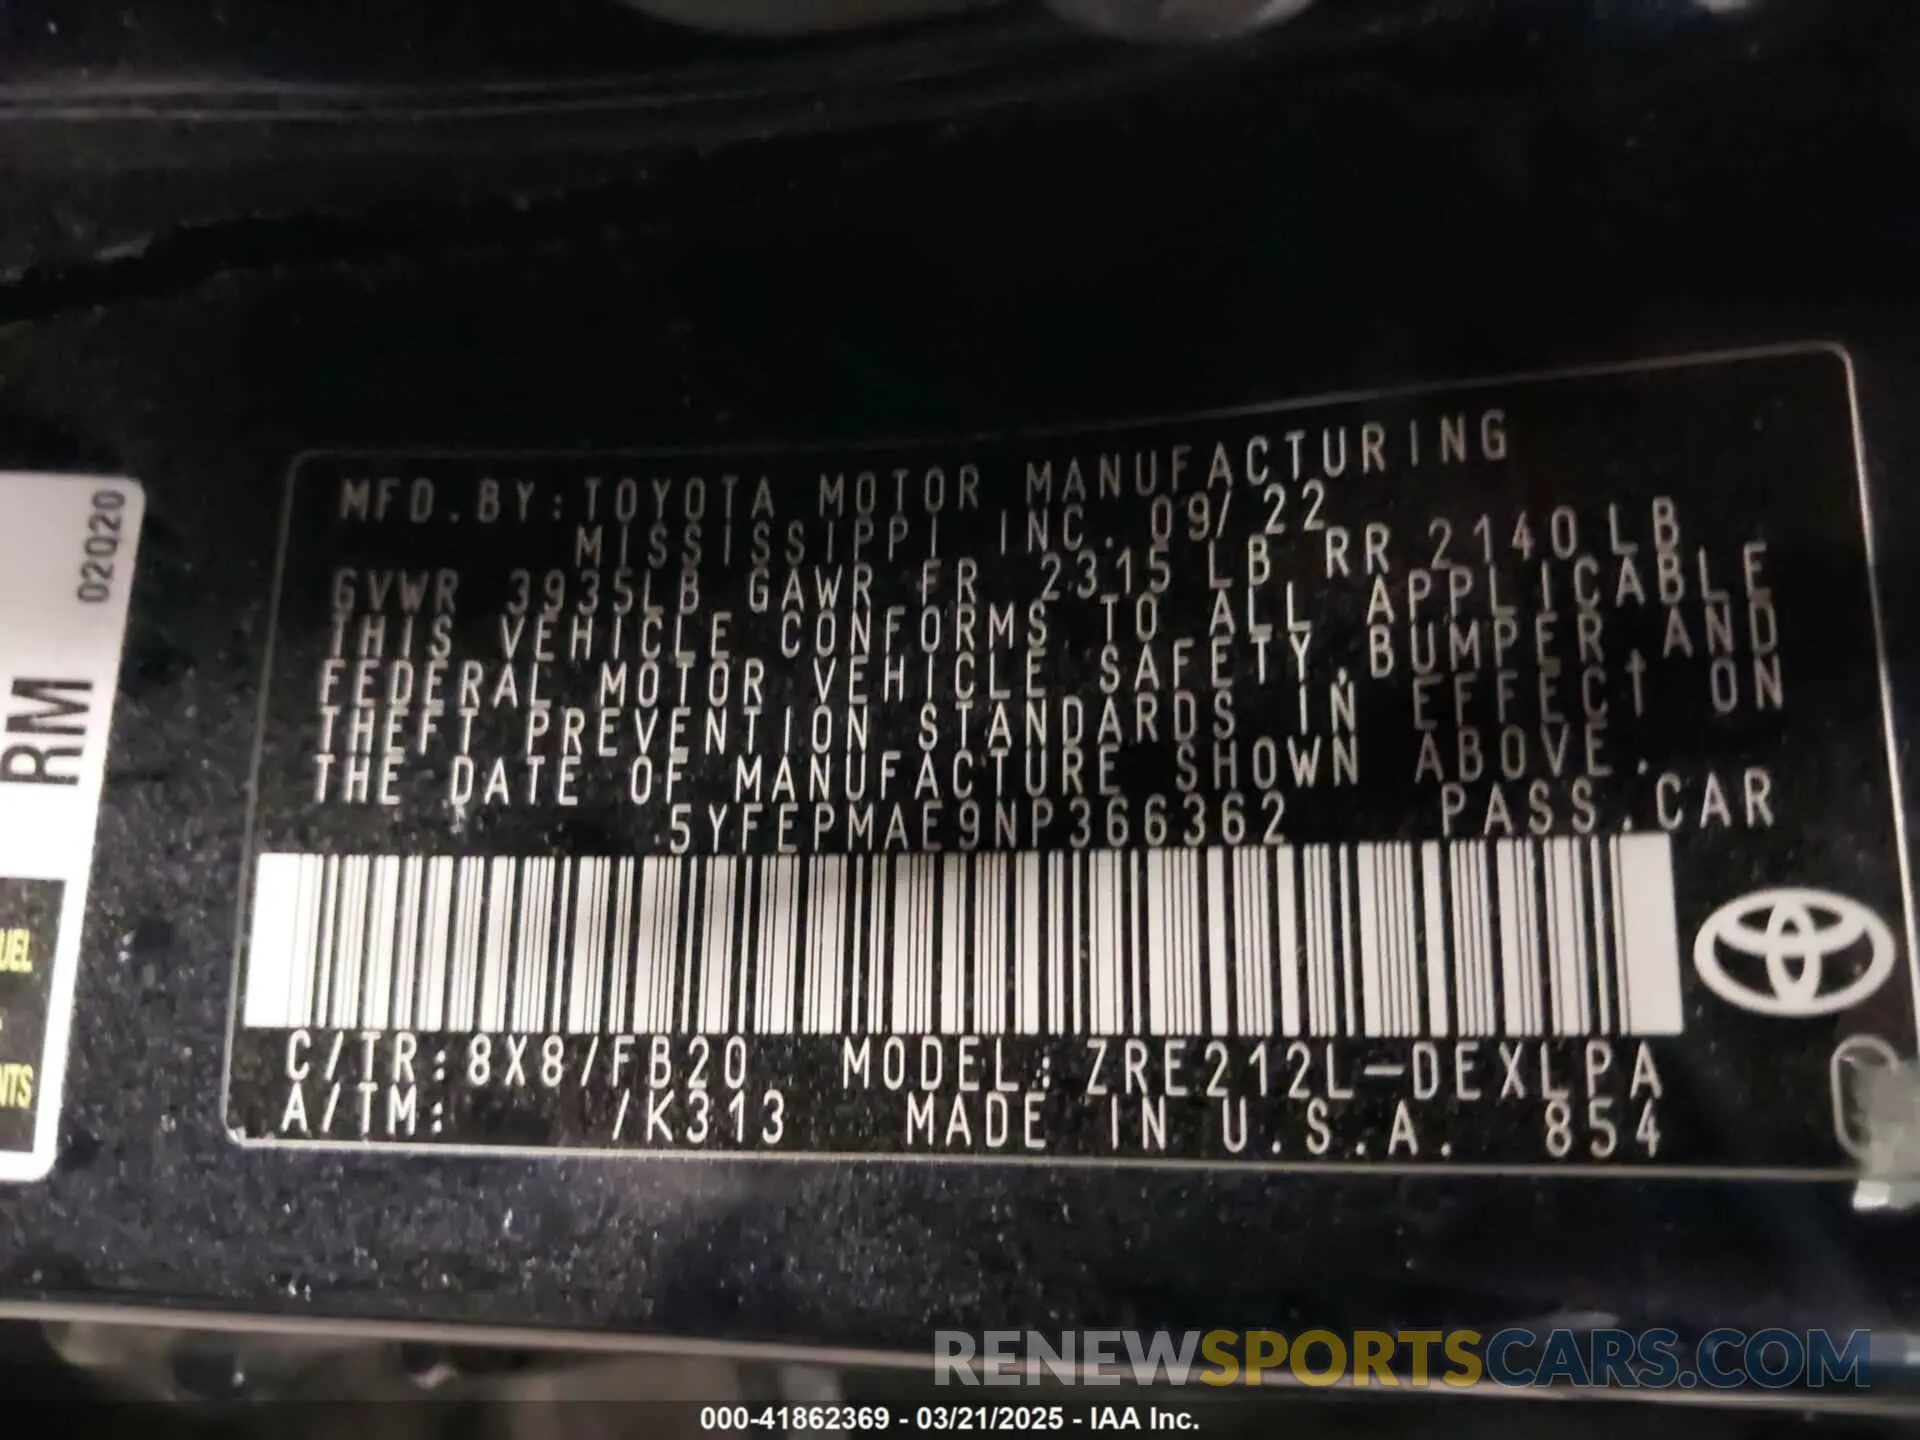 MFD.BY:TOYOTA MOTOR MANUFACTURING
MISSISSIPPI INC. 09/22
GVWR 3935LB GAWR FR 2315LB RR 2140LB
THIS VEHICLE CONFORMS TO ALL APPLICABLE
FEDERAL MOTOR VEHICLE SAFETY,BUMPER,AND
THEFT PREVENTION STANDARDS IN EFFECT ON
THE DATE OF MANUFACTURE SHOWN ABOVE.
5YFEPMAE9NP366362 PASS.CAR
C/TR:8X8/FB20 MODEL:ZRE212L-DEXLPA
A/TM: /K313 MADE IN U.S.A. 854
02020
RM
UEL
NTS
RENEWSPORTSCARS.COM
000-41862369 - 03/21/2025 - IAA Inc.